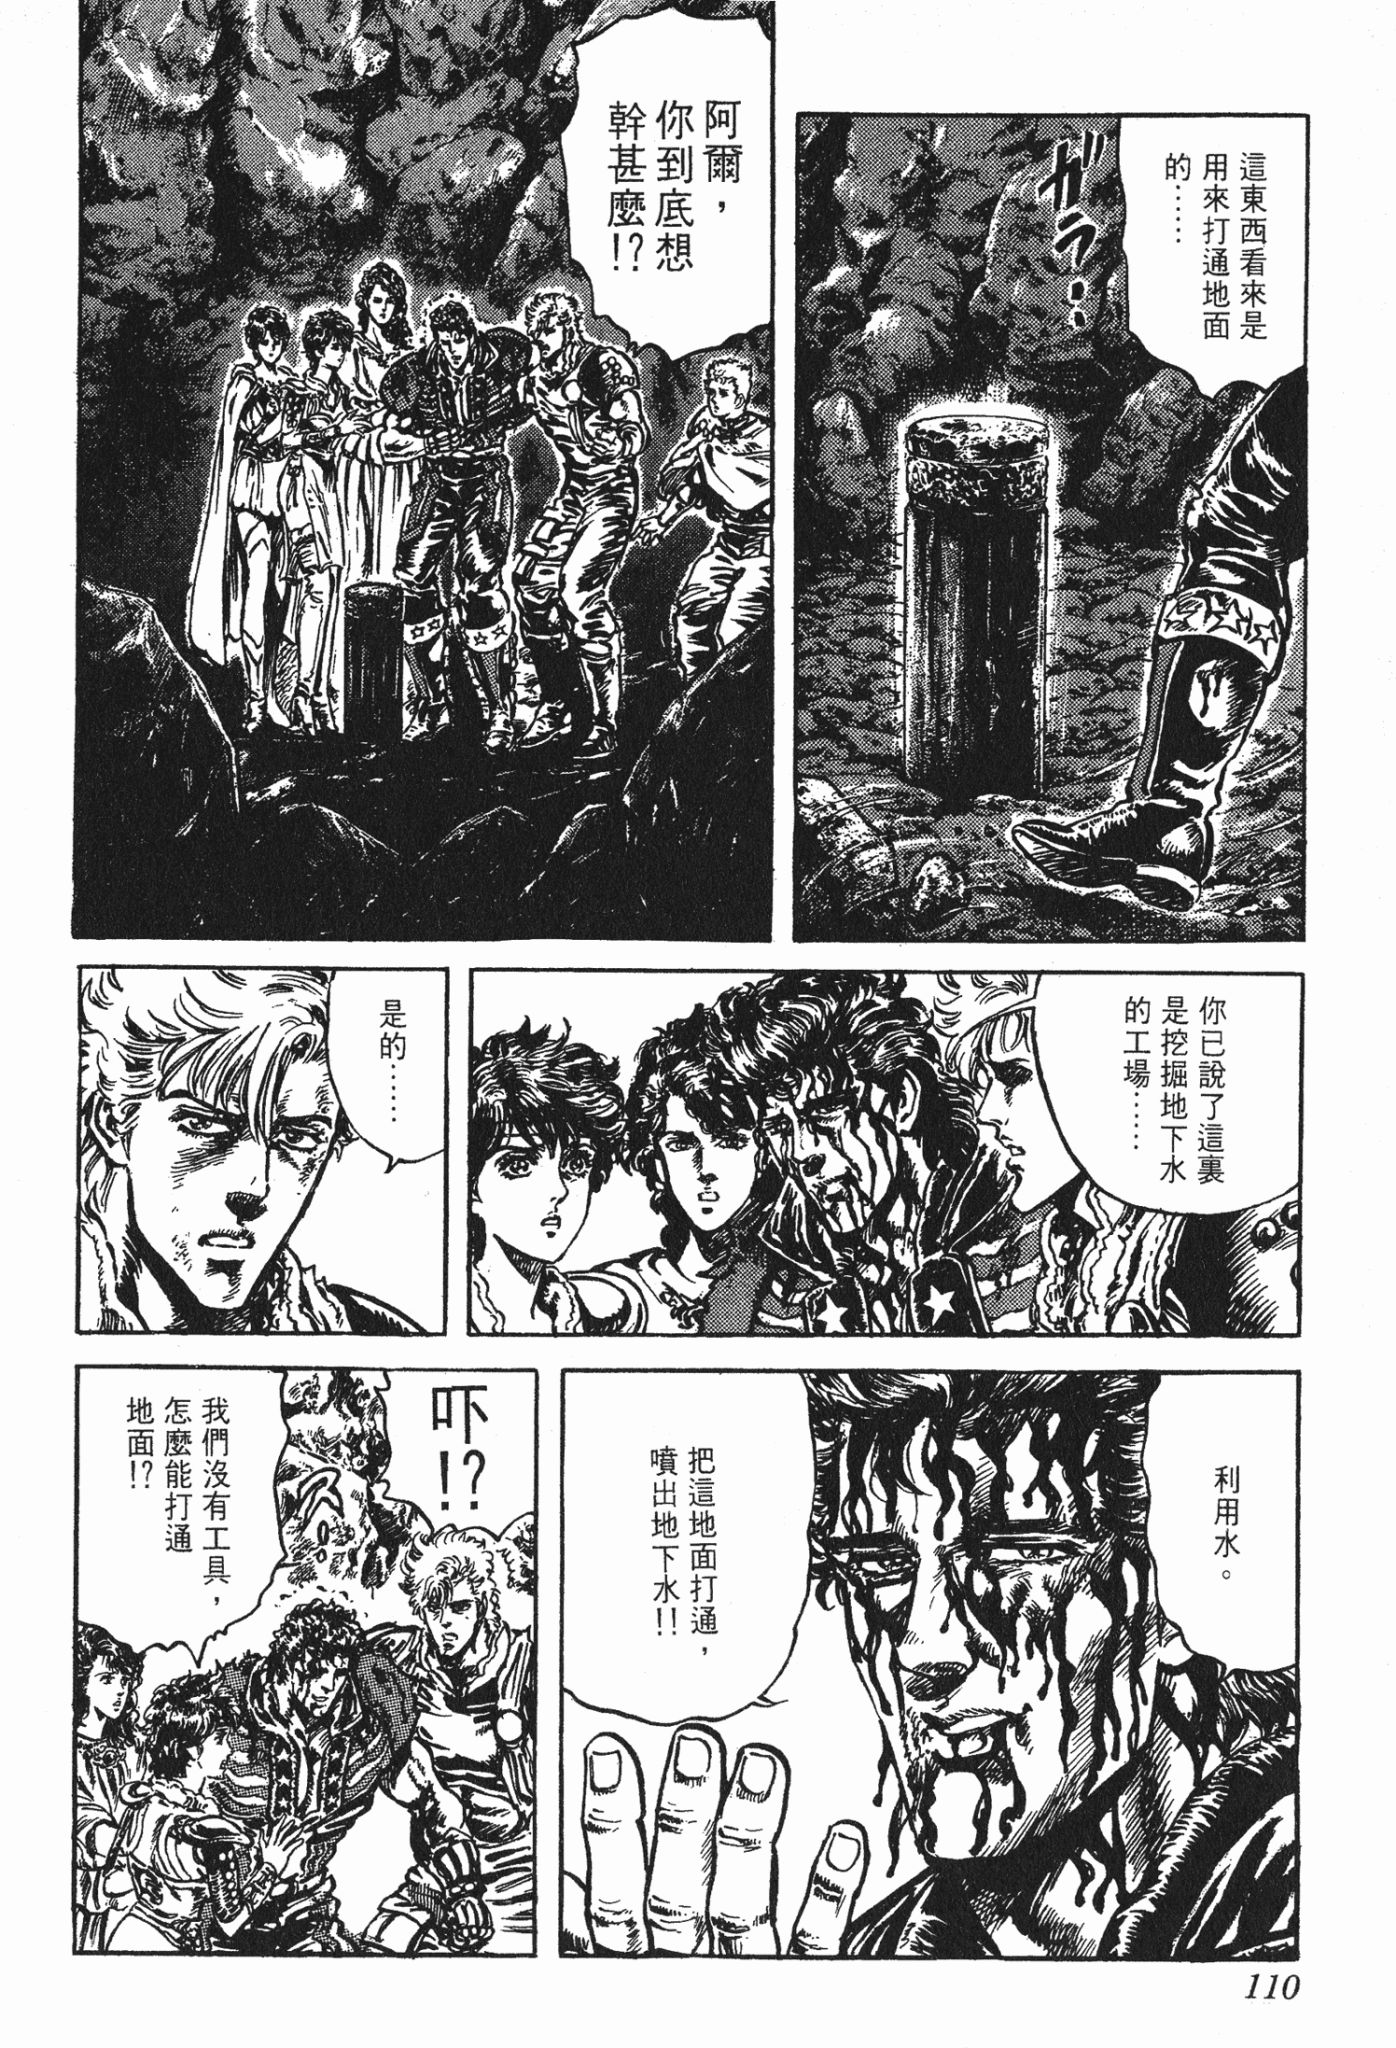 這東西看來是
用來打通地面
的……
ガラ…
阿爾，
你到底想
幹甚麼!?
你已說了這裏
是挖掘地下水
的工場……
是的……
利用水。
把這地面打通，
噴出地下水!!
吓!?
我們沒有工具，
怎麼能打通
地面!?
110